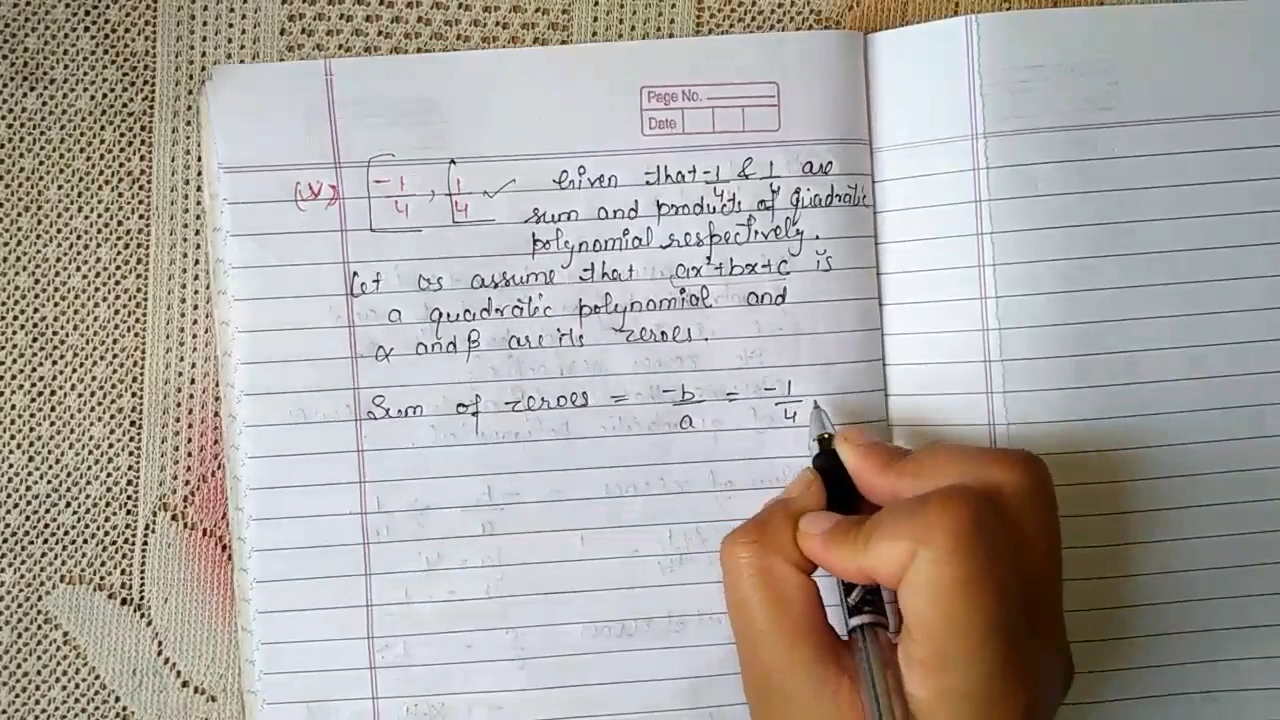 Page No.
Date
(v) -1/4, 1/4 ✓ Given that -1/4 & 1/4 are
sum and products of quadratic
polynomial respectively.
Let us assume that ax²+bx+c is
a quadratic polynomial and
α and β are its zeroes.
Sum of zeroes = -b/a = -1/4